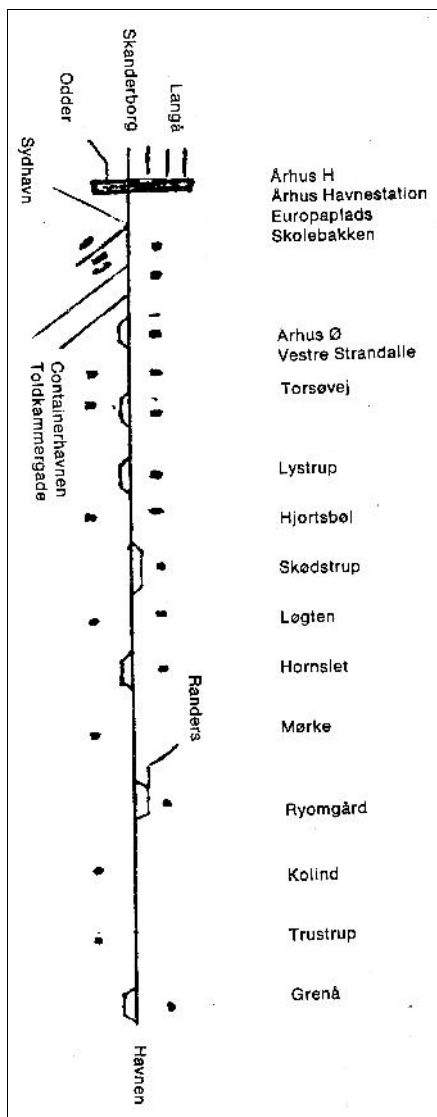 Odder
Skanderborg
Langå
Sydhavn
Århus H
Århus Havnestation
Europaplads
Skolebakken
Århus Ø
Vestre Strandalle
Torsøvej
Containerhavnen
Toldkammergade
Lystrup
Hjortsbøl
Skødstrup
Løgten
Hornslet
Randers
Mørke
Ryomgård
Kolind
Trustrup
Grenå
Havnen